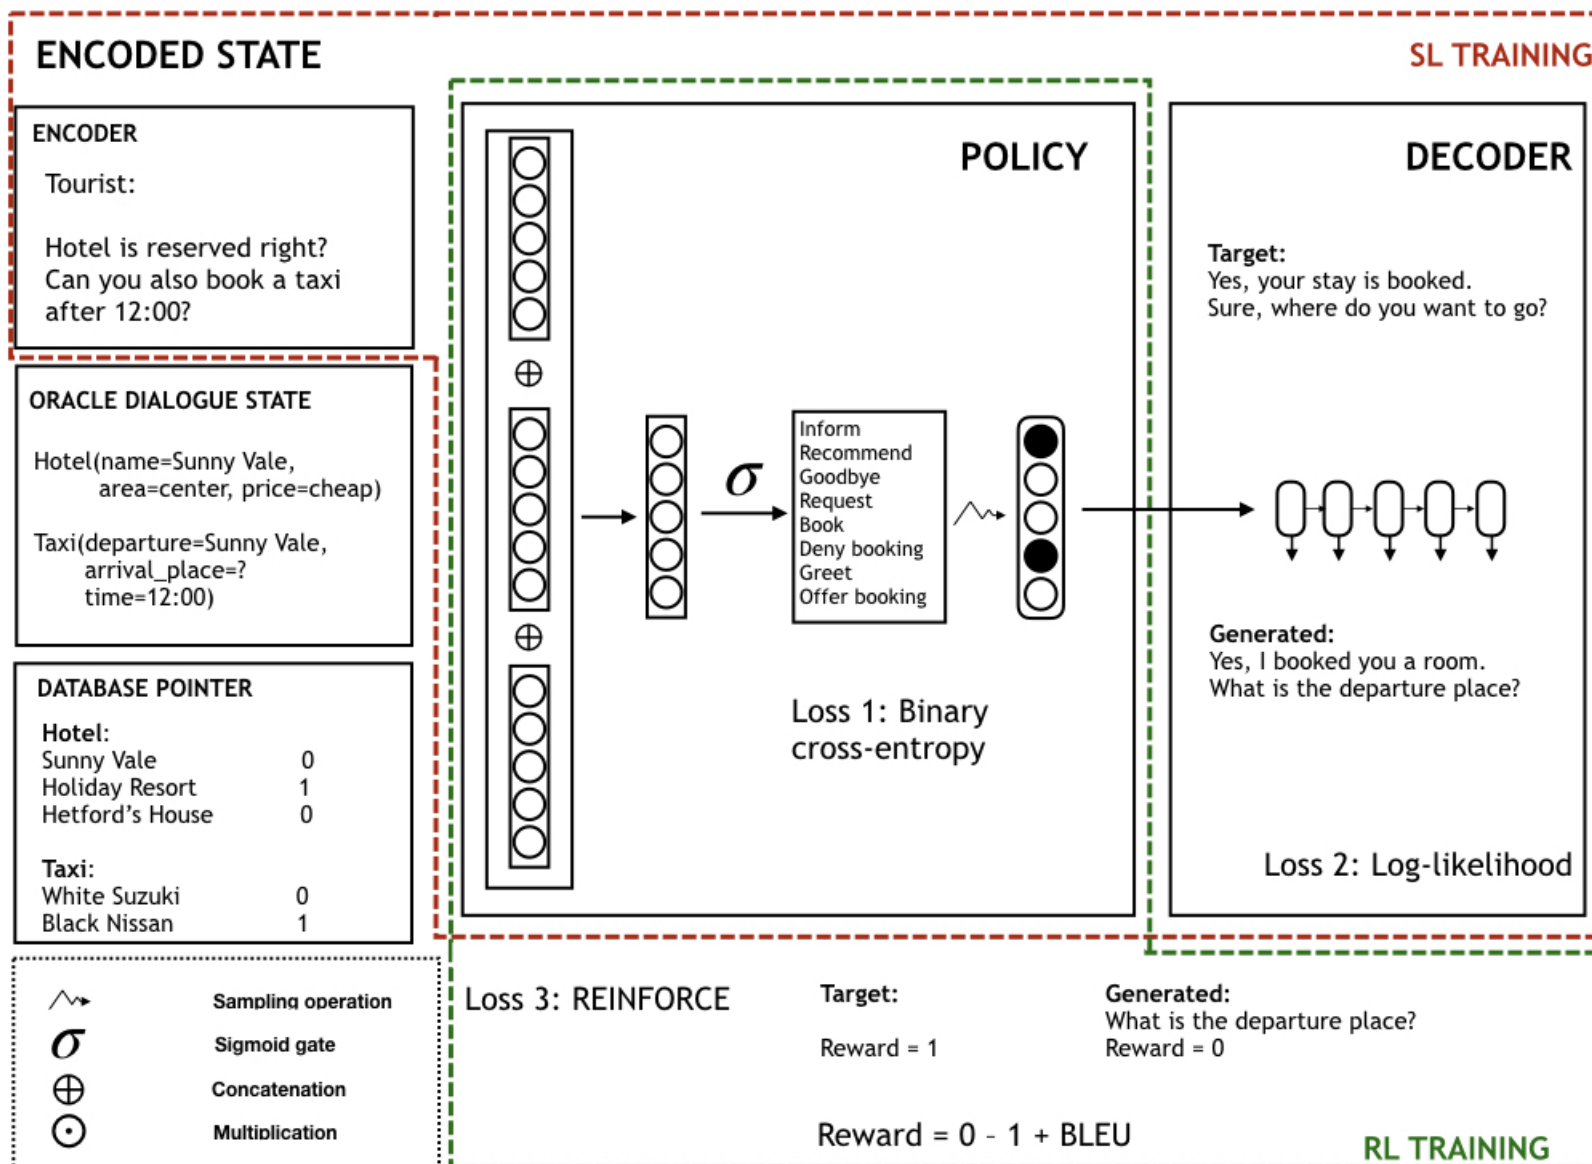 ENCODED STATE
SL TRAINING
ENCODER
Tourist:
Hotel is reserved right?
Can you also book a taxi
after 12:00?
ORACLE DIALOGUE STATE
Hotel(name=Sunny Vale,
area=center, price=cheap)
Taxi(departure=Sunny Vale,
arrival_place=?
time=12:00)
DATABASE POINTER
Hotel:
Sunny Vale 0
Holiday Resort 1
Hetford's House 0
Taxi:
White Suzuki 0
Black Nissan 1
Sampling operation
σ Sigmoid gate
⊕ Concatenation
⊙ Multiplication
POLICY
⊕
⊕
σ
Inform
Recommend
Goodbye
Request
Book
Deny booking
Greet
Offer booking
Loss 1: Binary
cross-entropy
DECODER
Target:
Yes, your stay is booked.
Sure, where do you want to go?
Generated:
Yes, I booked you a room.
What is the departure place?
Loss 2: Log-likelihood
Loss 3: REINFORCE
Target:
Reward = 1
Generated:
What is the departure place?
Reward = 0
Reward = 0 - 1 + BLEU
RL TRAINING